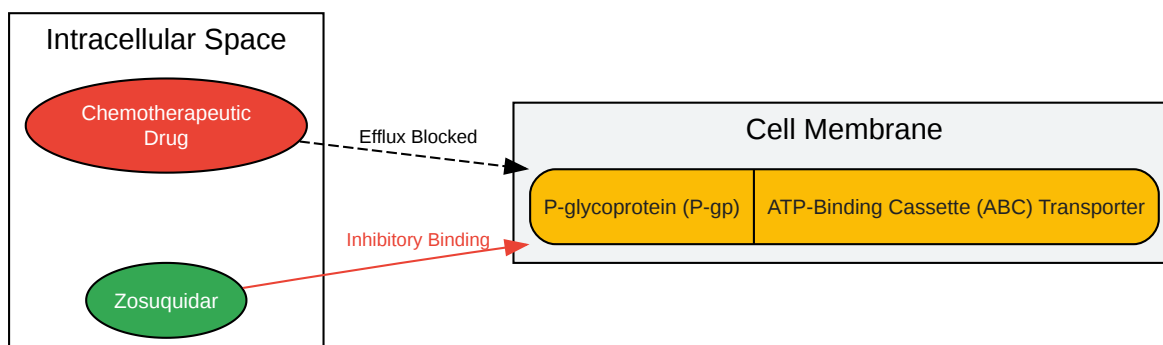 Intracellular Space
Chemotherapeutic
Drug
Efflux Blocked
Cell Membrane
P-glycoprotein (P-gp)
ATP-Binding Cassette (ABC) Transporter
Inhibitory Binding
Zosuquidar